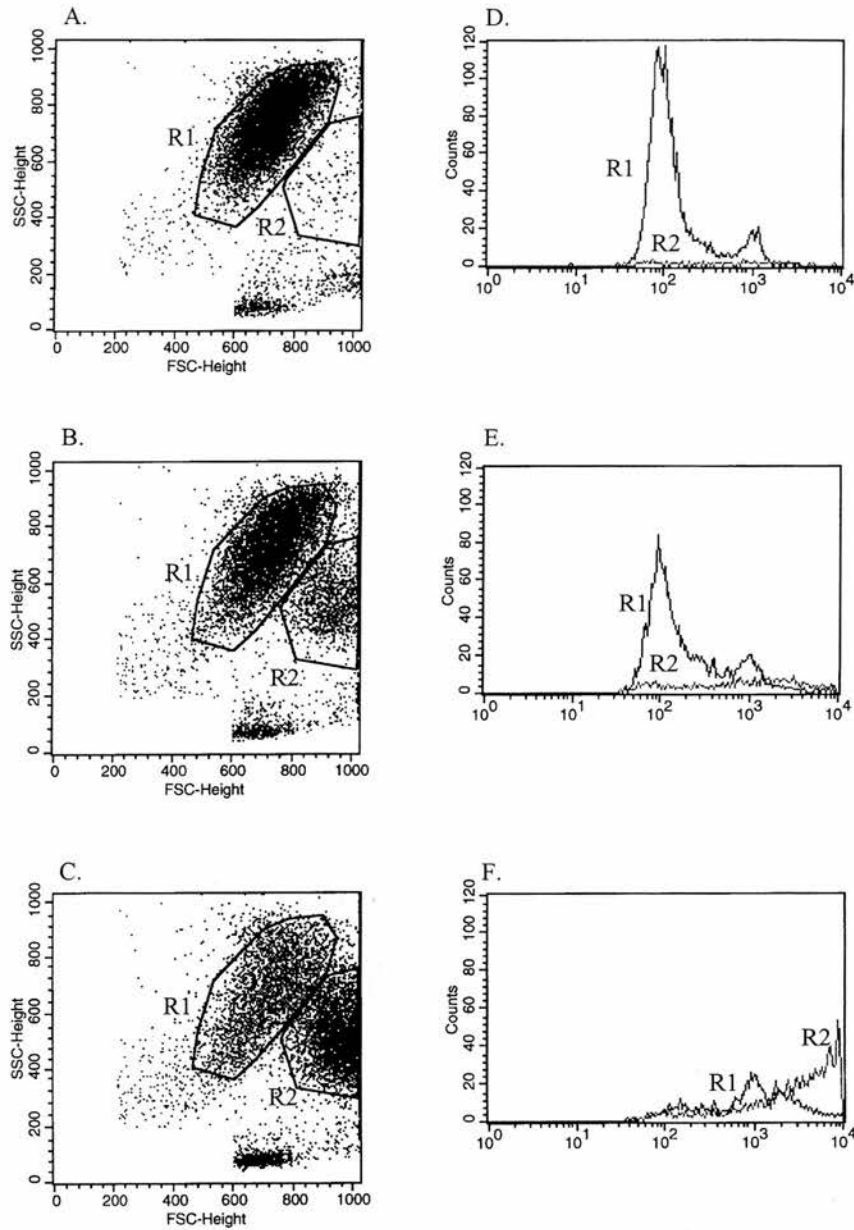 A.
SSC-Height
0 200 400 600 800 1000
R1
R2
0 200 400 600 800 1000
FSC-Height
D.
Counts
0 20 40 60 80 100 120
R1
R2
10^0 10^1 10^2 10^3 10^4
B.
SSC-Height
0 200 400 600 800 1000
R1
R2
0 200 400 600 800 1000
FSC-Height
E.
Counts
0 20 40 60 80 100 120
R1
R2
10^0 10^1 10^2 10^3 10^4
C.
SSC-Height
0 200 400 600 800 1000
R1
R2
0 200 400 600 800 1000
FSC-Height
F.
Counts
0 20 40 60 80 100 120
R1
R2
10^0 10^1 10^2 10^3 10^4